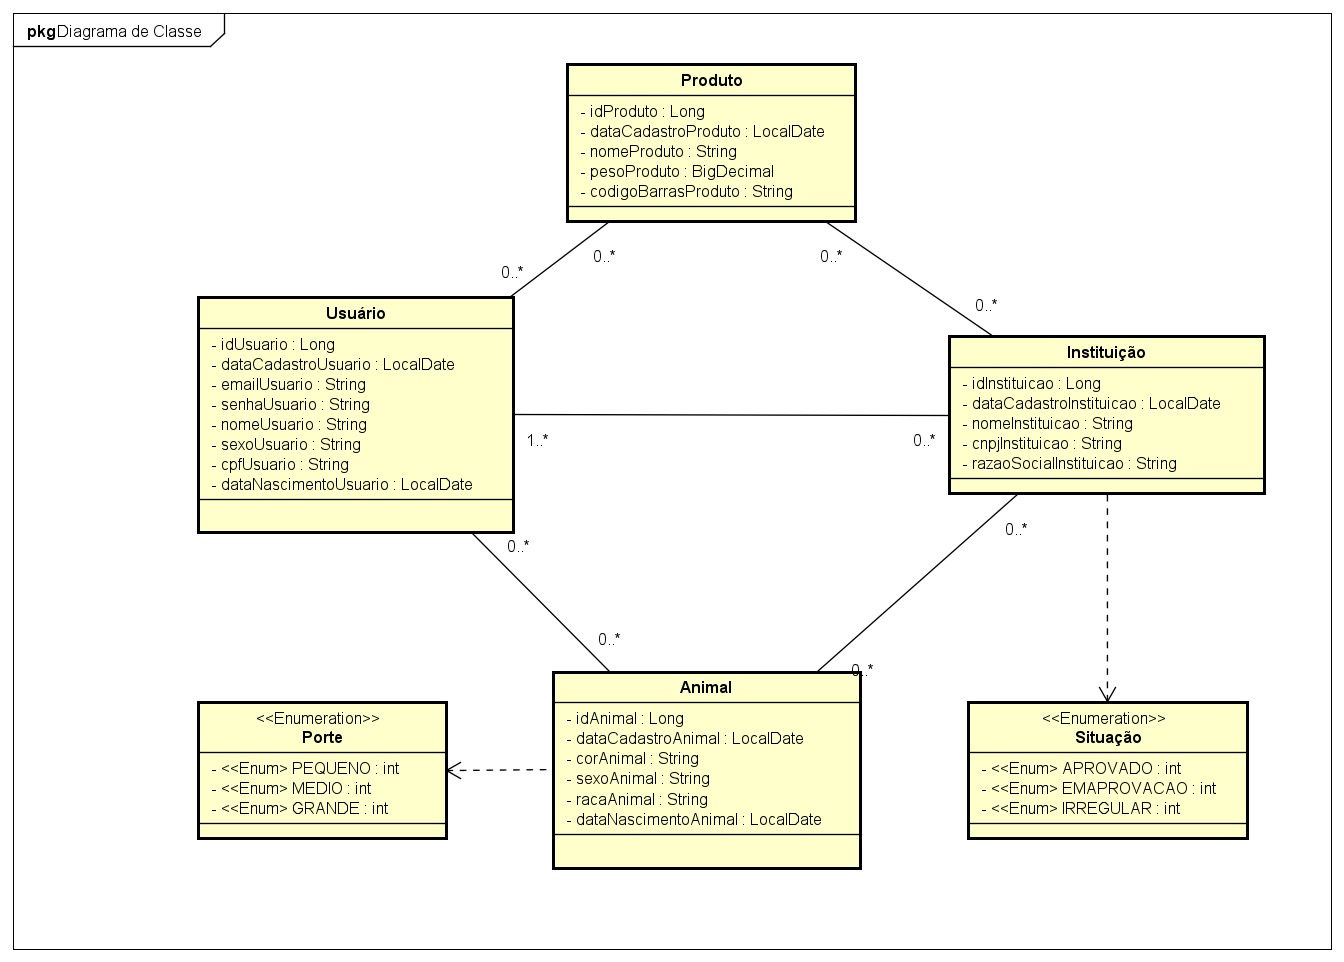 pkg Diagrama de Classe
Produto
- idProduto : Long
- dataCadastroProduto : LocalDate
- nomeProduto : String
- pesoProduto : BigDecimal
- codigoBarrasProduto : String
0..*
0..*
0..*
0..*
Usuário
- idUsuario : Long
- dataCadastroUsuario : LocalDate
- emailUsuario : String
- senhaUsuario : String
- nomeUsuario : String
- sexoUsuario : String
- cpfUsuario : String
- dataNascimentoUsuario : LocalDate
Instituição
- idInstituicao : Long
- dataCadastroInstituicao : LocalDate
- nomeInstituicao : String
- cnpjInstituicao : String
- razaoSocialInstituicao : String
1..*
0..*
0..*
0..*
0..*
0..*
Animal
- idAnimal : Long
- dataCadastroAnimal : LocalDate
- corAnimal : String
- sexoAnimal : String
- racaAnimal : String
- dataNascimentoAnimal : LocalDate
<<Enumeration>>
Porte
- <<Enum>> PEQUENO : int
- <<Enum>> MEDIO : int
- <<Enum>> GRANDE : int
<<Enumeration>>
Situação
- <<Enum>> APROVADO : int
- <<Enum>> EMAPROVACAO : int
- <<Enum>> IRREGULAR : int